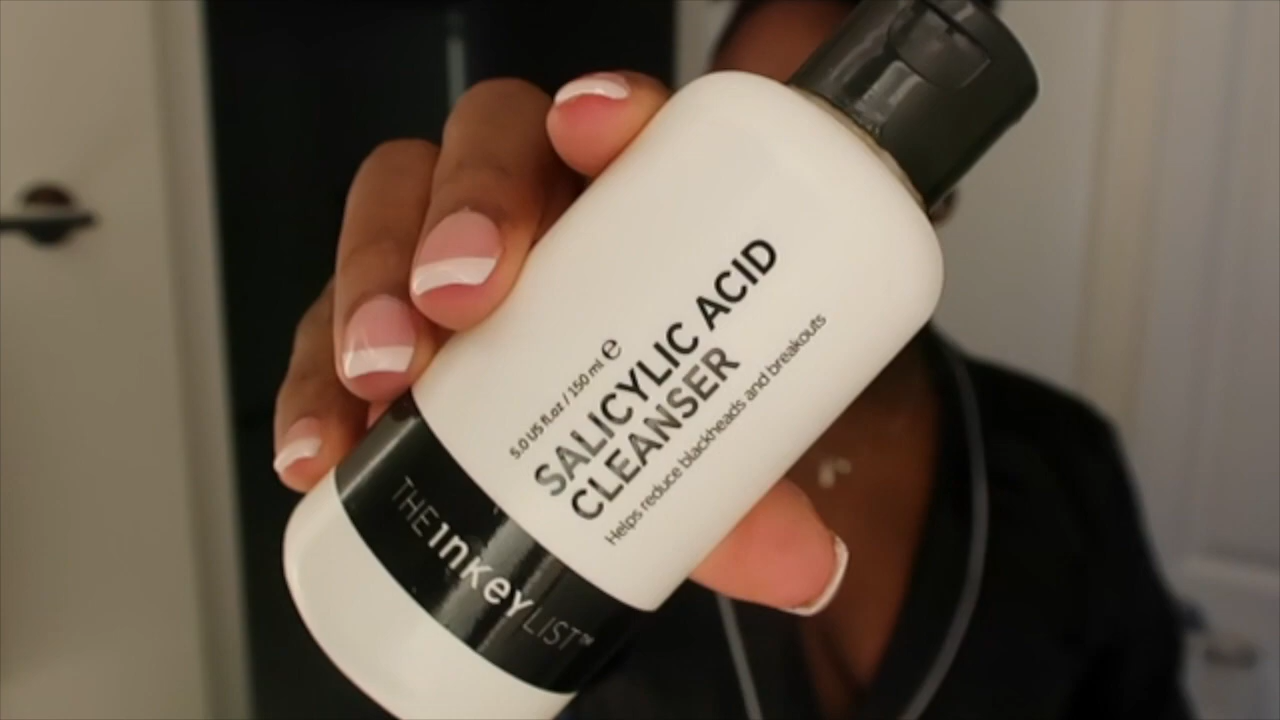 5.0 US fl.oz / 150 ml ℮
SALICYLIC ACID
CLEANSER
Helps reduce blackheads and breakouts
THE INKEY LIST™